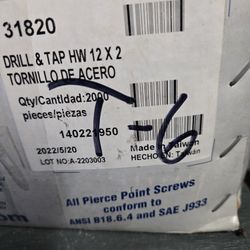 31820
DRILL & TAP HW 12 X 2
TORNILLO DE ACERO
Qty/Cantidad:2000
pieces/piezas
140221950
2022/5/20
Made in Taiwan
LOT NO:A-2203003
HECHO EN: Taiwán
T-6
All Pierce Point Screws
conform to
ANSI B18.6.4 and SAE J933
om